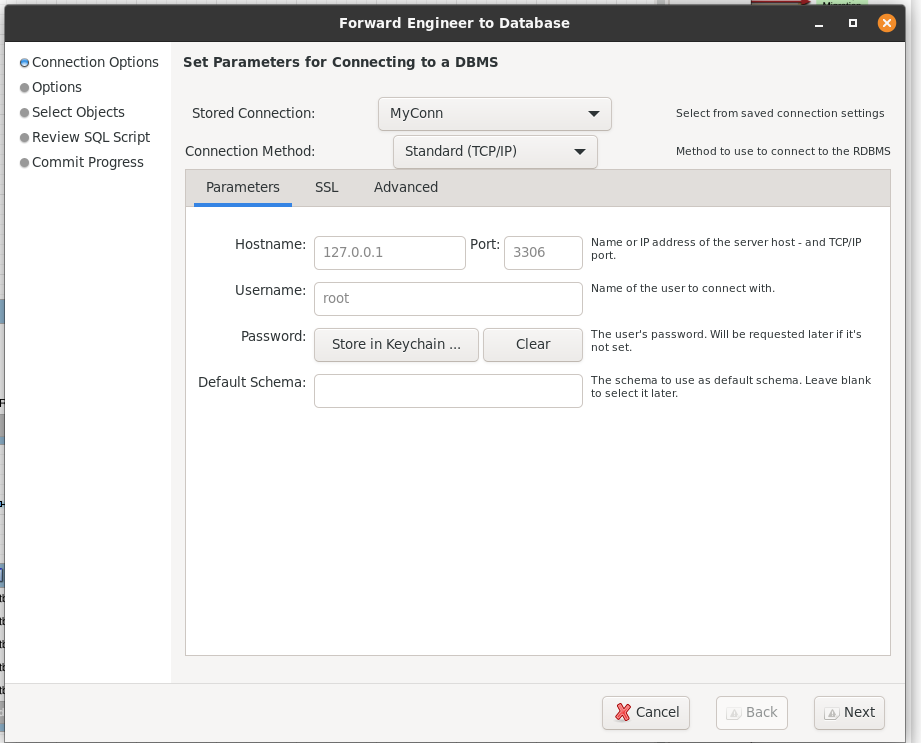 Forward Engineer to Database
Connection Options
Options
Select Objects
Review SQL Script
Commit Progress
Set Parameters for Connecting to a DBMS
Stored Connection: MyConn Select from saved connection settings
Connection Method: Standard (TCP/IP) Method to use to connect to the RDBMS
Parameters SSL Advanced
Hostname: 127.0.0.1 Port: 3306 Name or IP address of the server host - and TCP/IP
port.
Username: root Name of the user to connect with.
Password: Store in Keychain ... Clear The user's password. Will be requested later if it's
not set.
Default Schema: The schema to use as default schema. Leave blank
to select it later.
Cancel Back Next